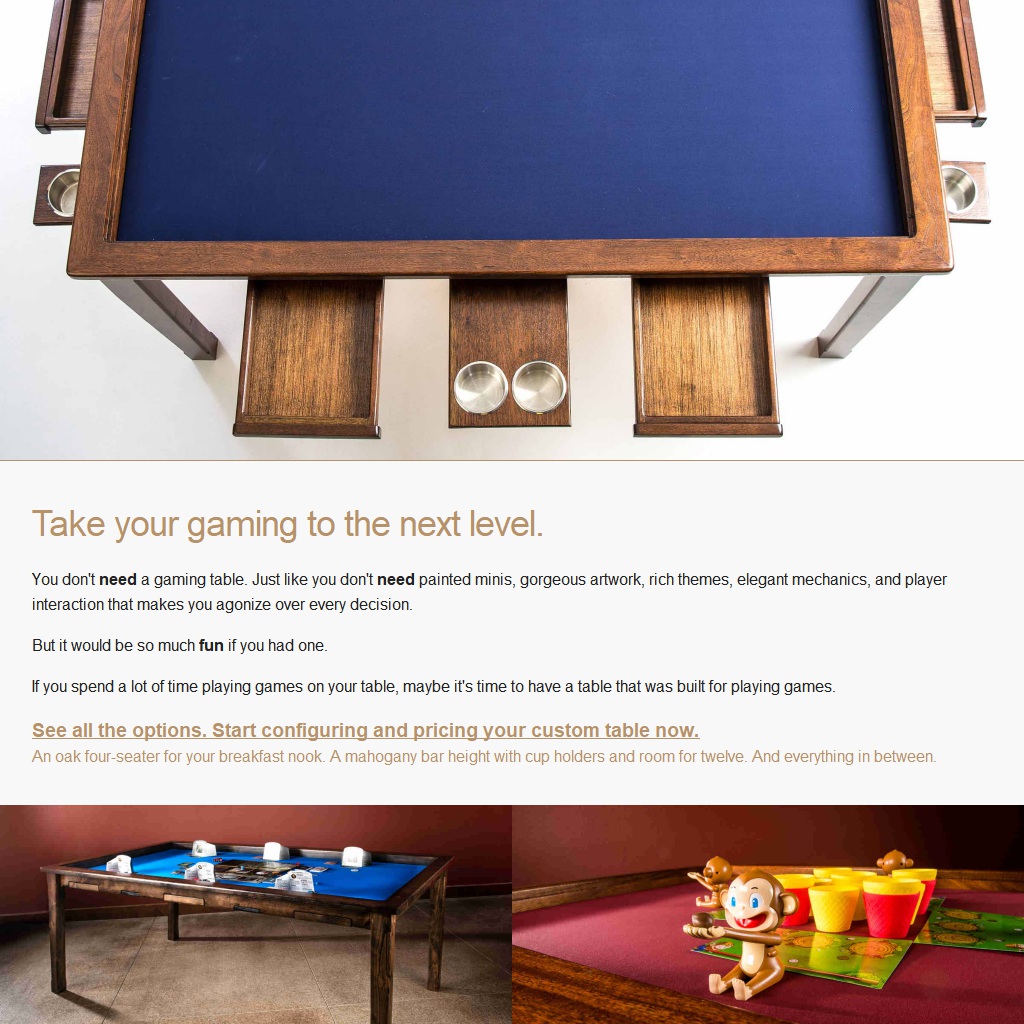 Take your gaming to the next level.
You don't need a gaming table. Just like you don't need painted minis, gorgeous artwork, rich themes, elegant mechanics, and player
interaction that makes you agonize over every decision.
But it would be so much fun if you had one.
If you spend a lot of time playing games on your table, maybe it's time to have a table that was built for playing games.
See all the options. Start configuring and pricing your custom table now.
An oak four-seater for your breakfast nook. A mahogany bar height with cup holders and room for twelve. And everything in between.